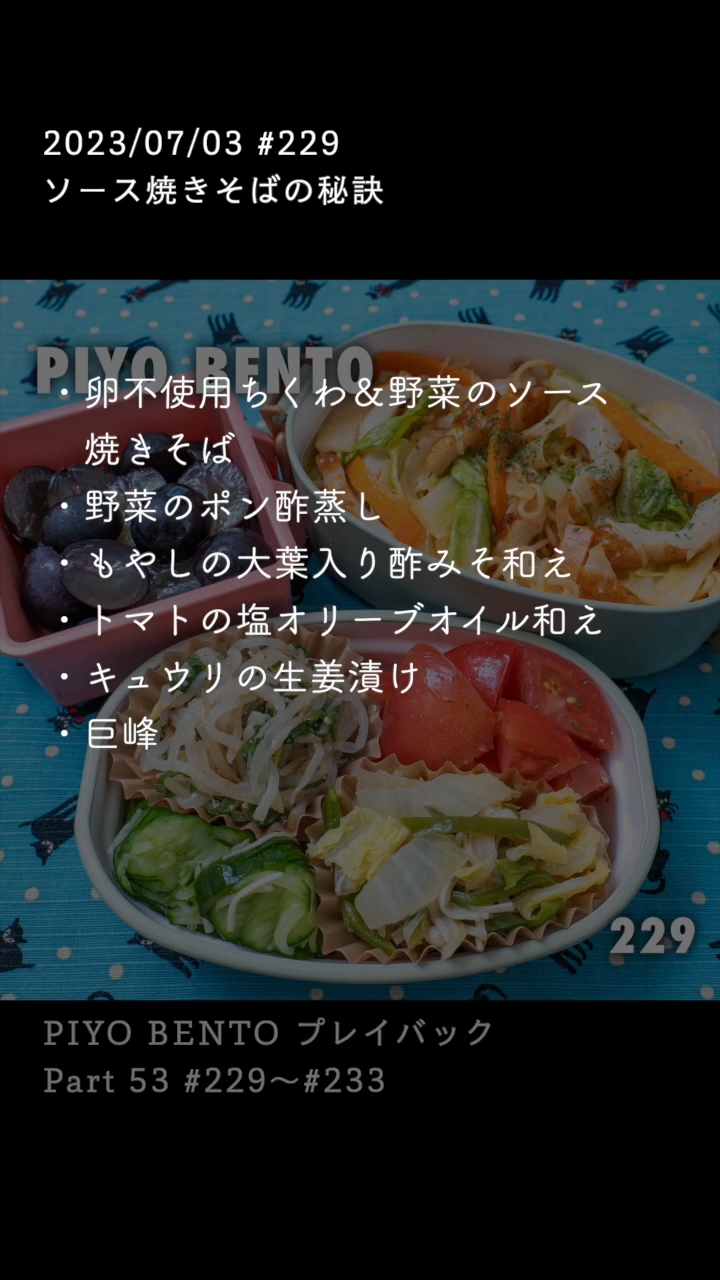 2023/07/03 #229
ソース焼きそばの秘訣
PIYO BENTO
・卵不使用ちくわ&野菜のソース
焼きそば
・野菜のポン酢蒸し
・もやしの大葉入り酢みそ和え
・トマトの塩オリーブオイル和え
・キュウリの生姜漬け
・巨峰
229
PIYO BENTO プレイバック
Part 53 #229〜#233